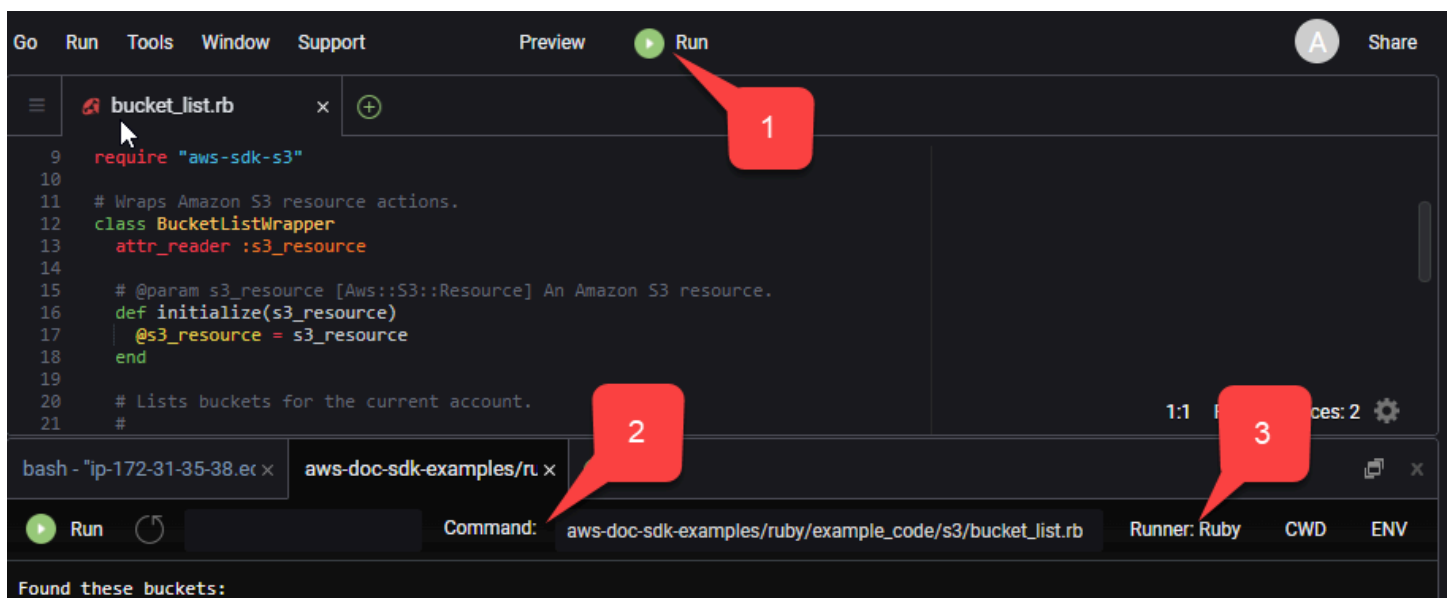 Go Run Tools Window Support Preview Run A Share
bucket_list.rb
1
9 require "aws-sdk-s3"
10
11 # Wraps Amazon S3 resource actions.
12 class BucketListWrapper
13 attr_reader :s3_resource
14
15 # @param s3_resource [Aws::S3::Resource] An Amazon S3 resource.
16 def initialize(s3_resource)
17 @s3_resource = s3_resource
18 end
19
20 # Lists buckets for the current account.
21 #
1:1 ces: 2
2
3
bash - "ip-172-31-35-38.ec aws-doc-sdk-examples/ru
Run Command: aws-doc-sdk-examples/ruby/example_code/s3/bucket_list.rb Runner: Ruby CWD ENV
Found these buckets: